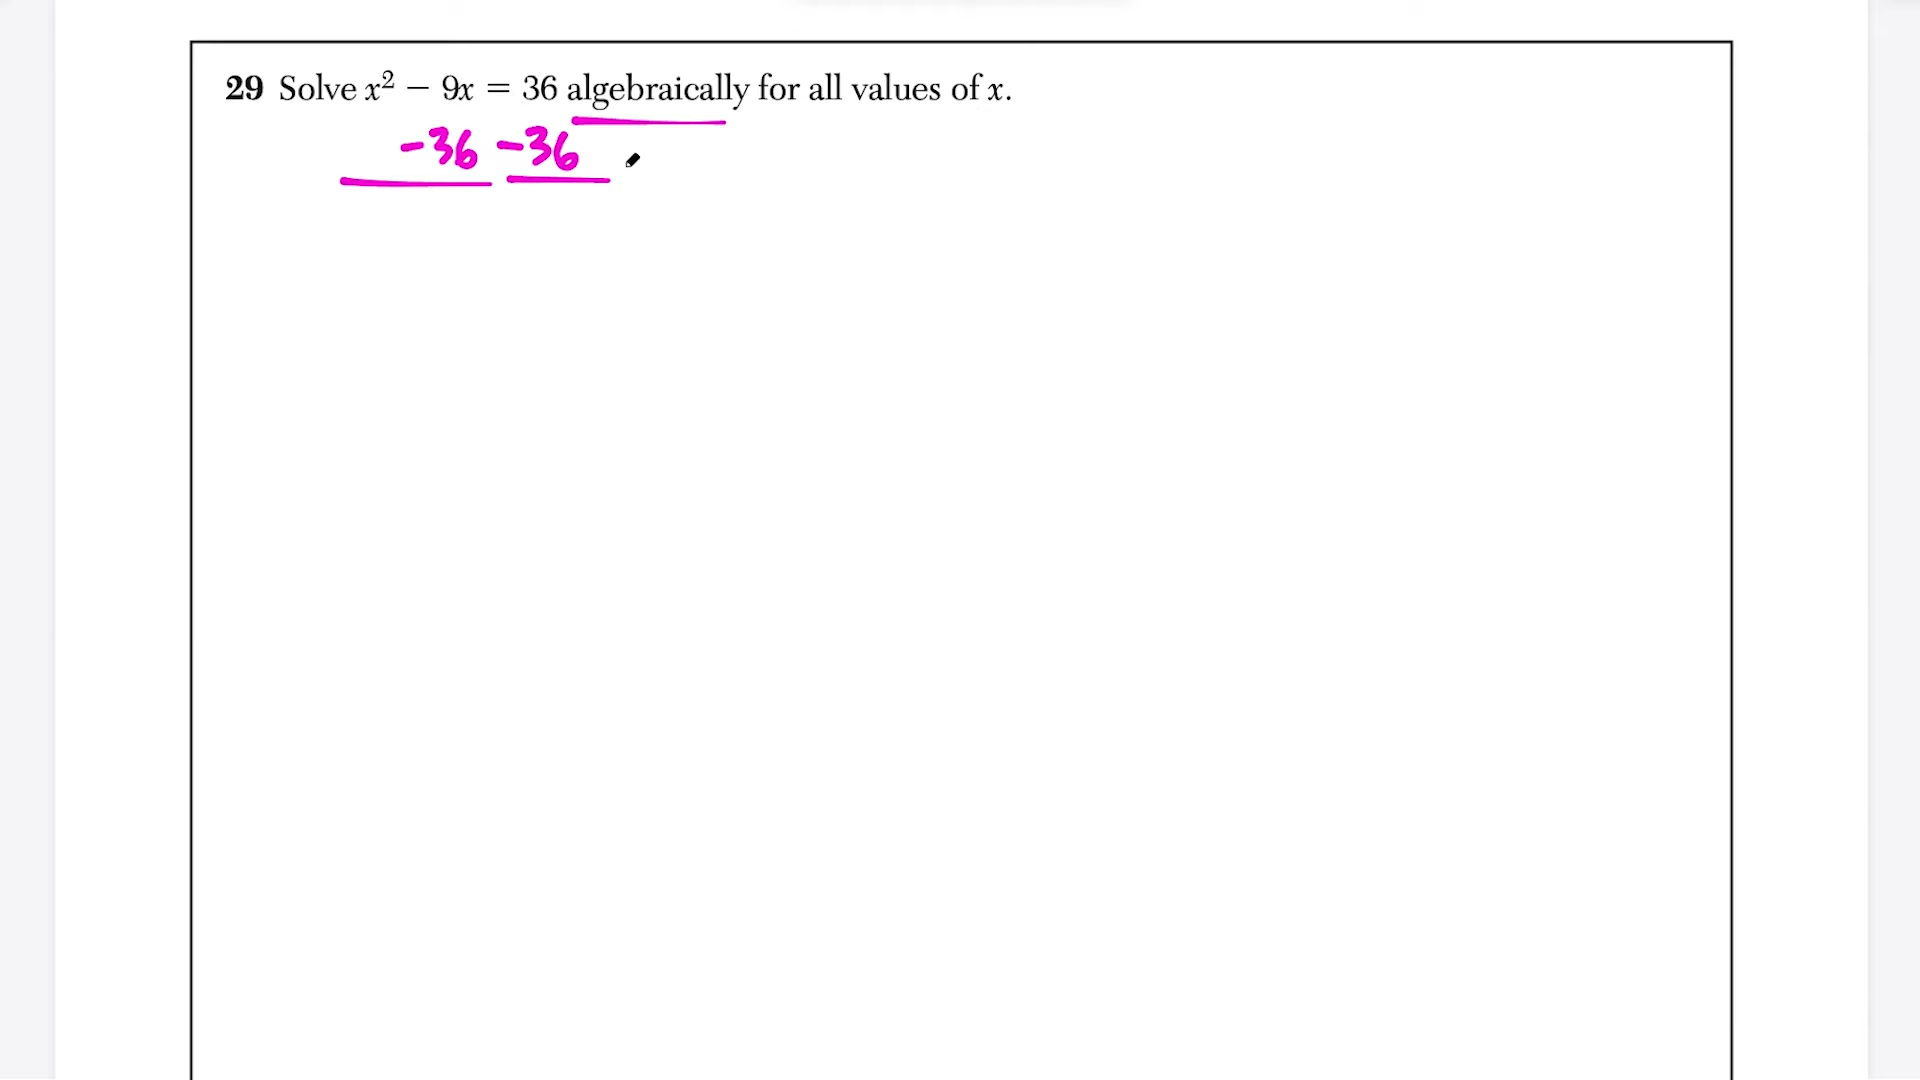 29 Solve x² − 9x = 36 algebraically for all values of x.
-36 -36